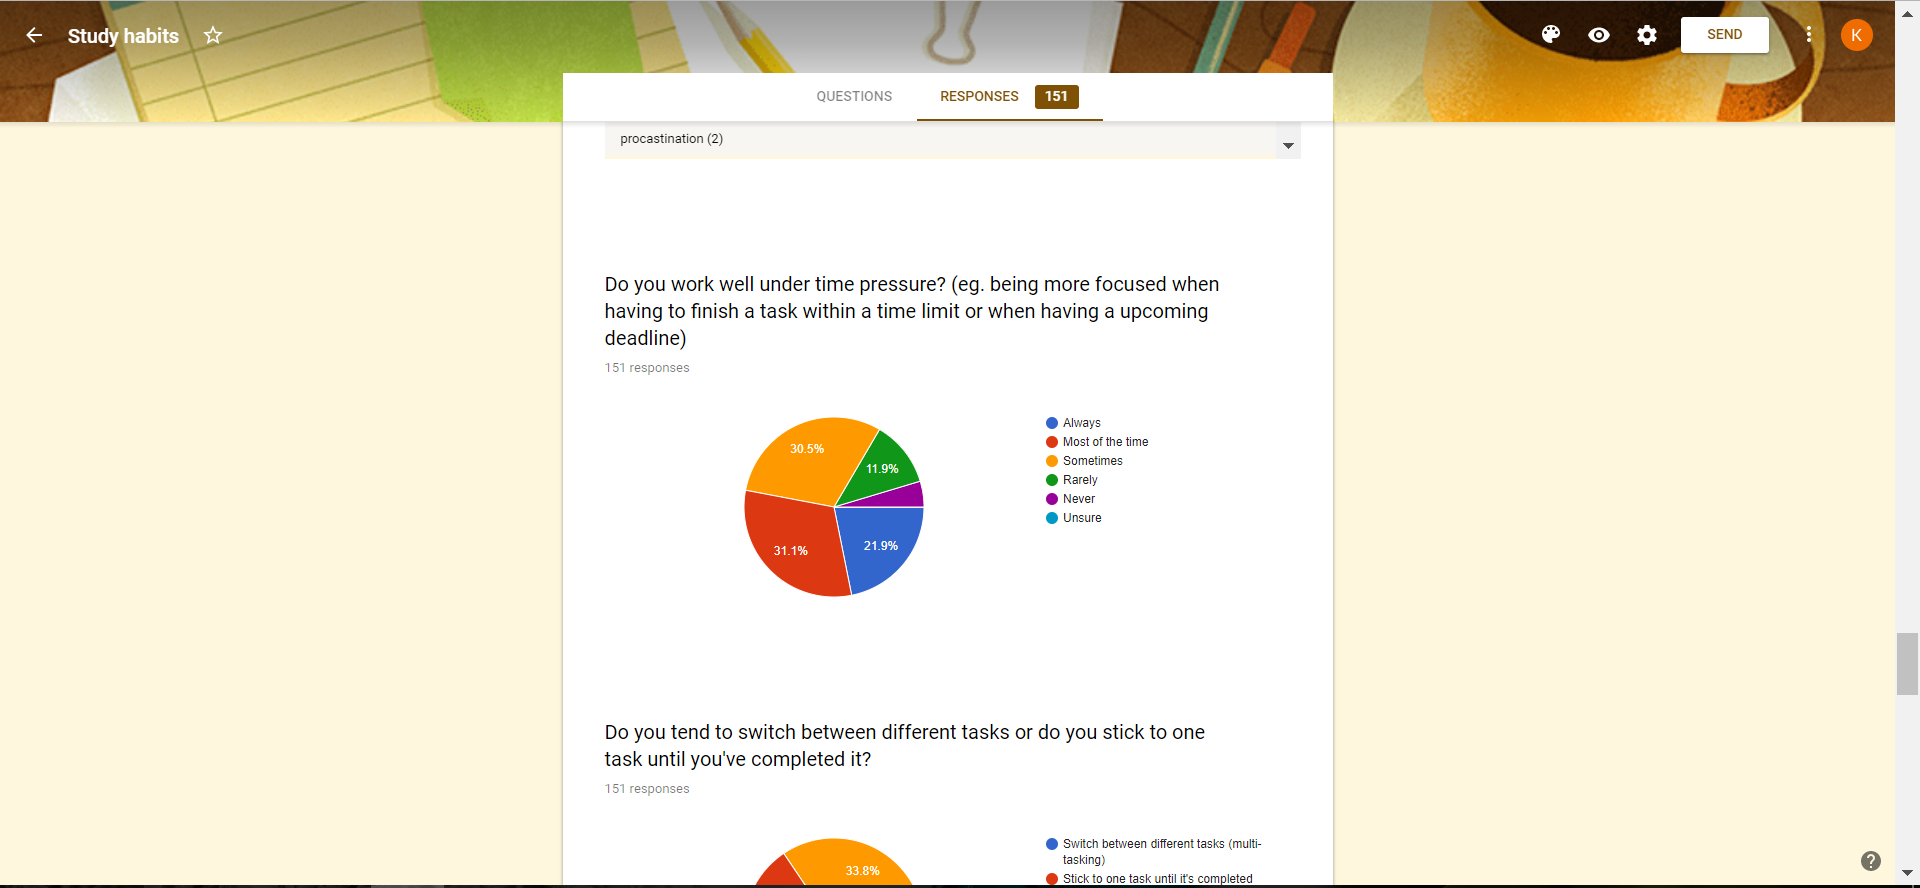 Study habits
SEND
K
QUESTIONS
RESPONSES 151
procastination (2)
Do you work well under time pressure? (eg. being more focused when
having to finish a task within a time limit or when having a upcoming
deadline)
151 responses
30.5%
11.9%
31.1%
21.9%
Always
Most of the time
Sometimes
Rarely
Never
Unsure
Do you tend to switch between different tasks or do you stick to one
task until you've completed it?
151 responses
33.8%
Switch between different tasks (multi-
tasking)
Stick to one task until it's completed